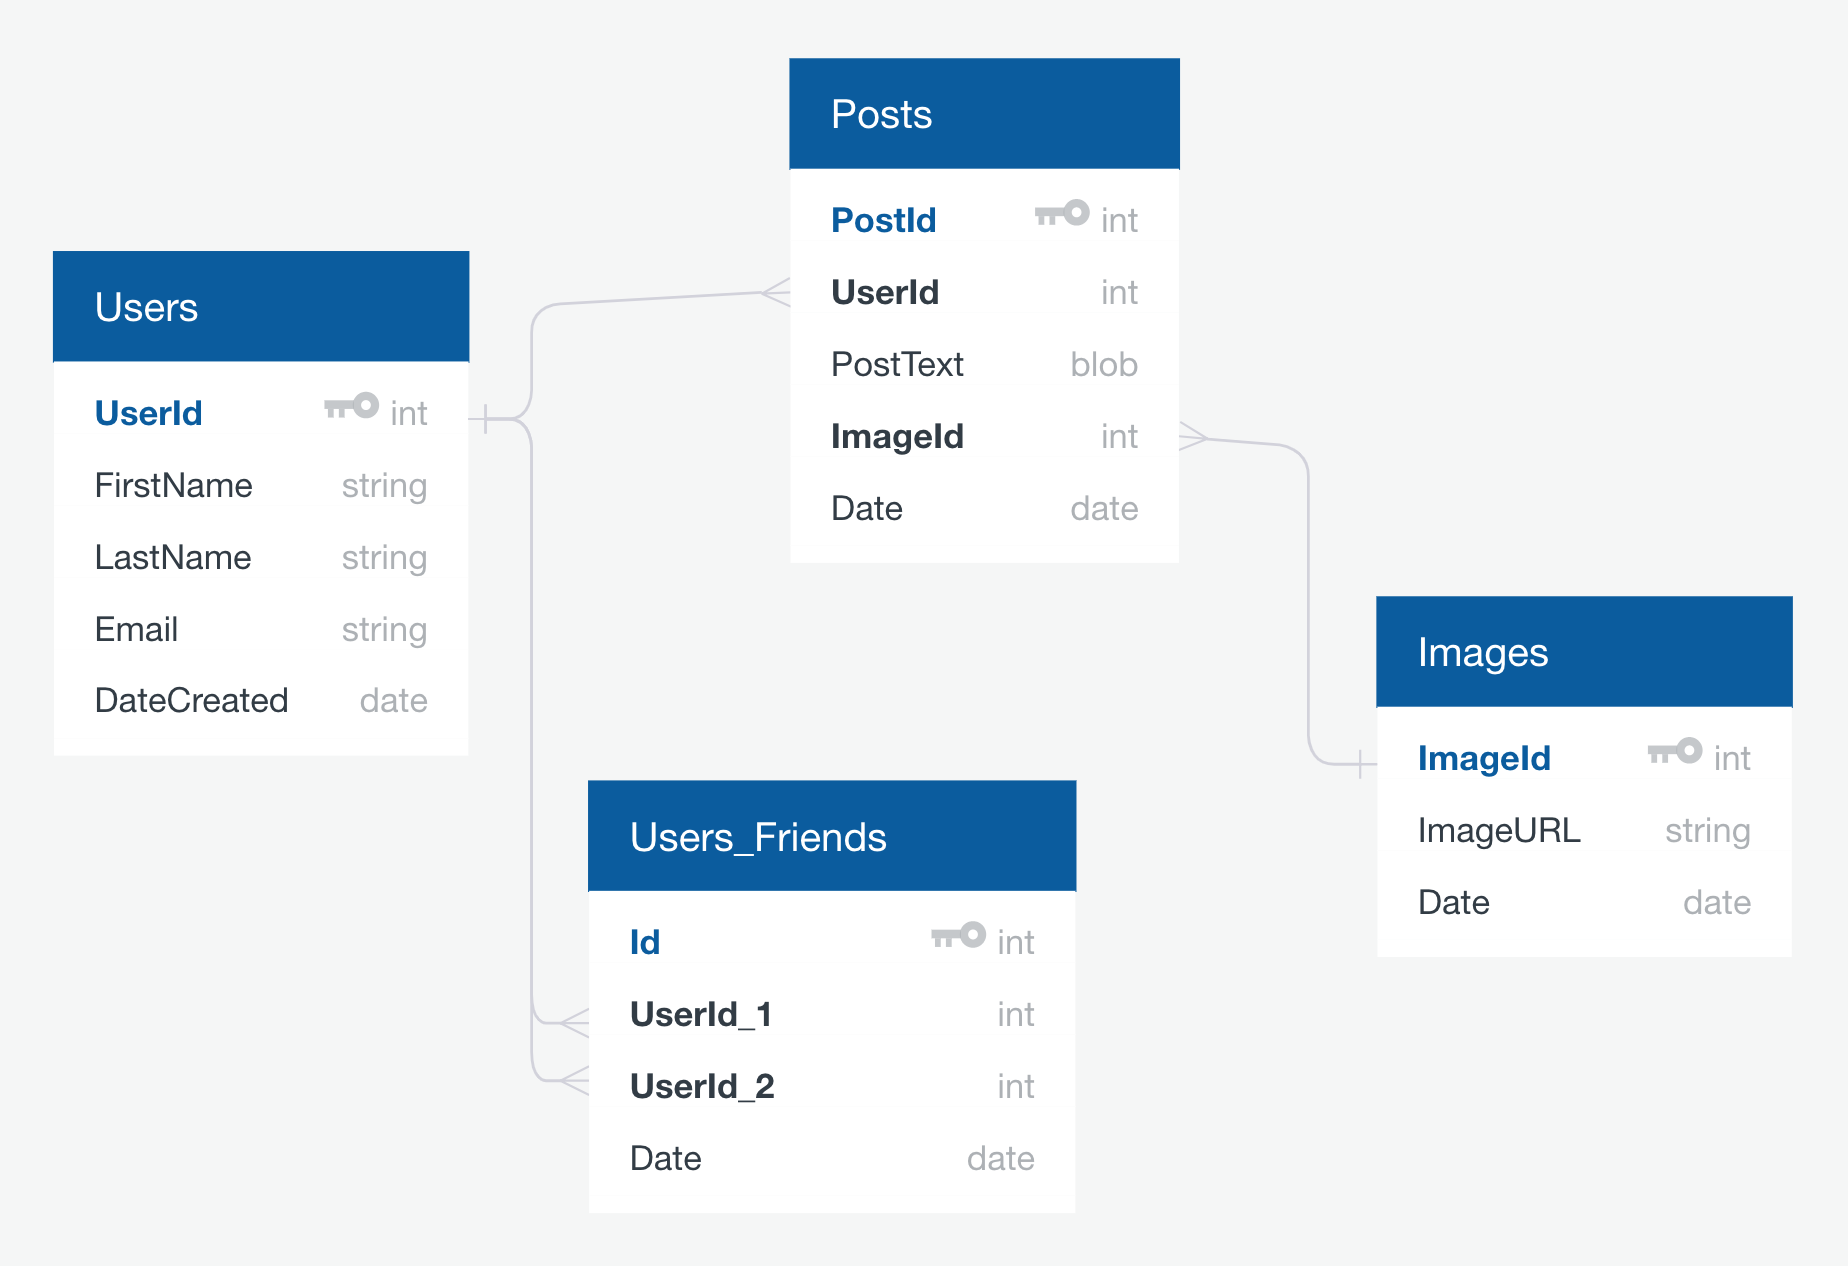 Users
UserId int
FirstName string
LastName string
Email string
DateCreated date
Posts
PostId int
UserId int
PostText blob
ImageId int
Date date
Users_Friends
Id int
UserId_1 int
UserId_2 int
Date date
Images
ImageId int
ImageURL string
Date date